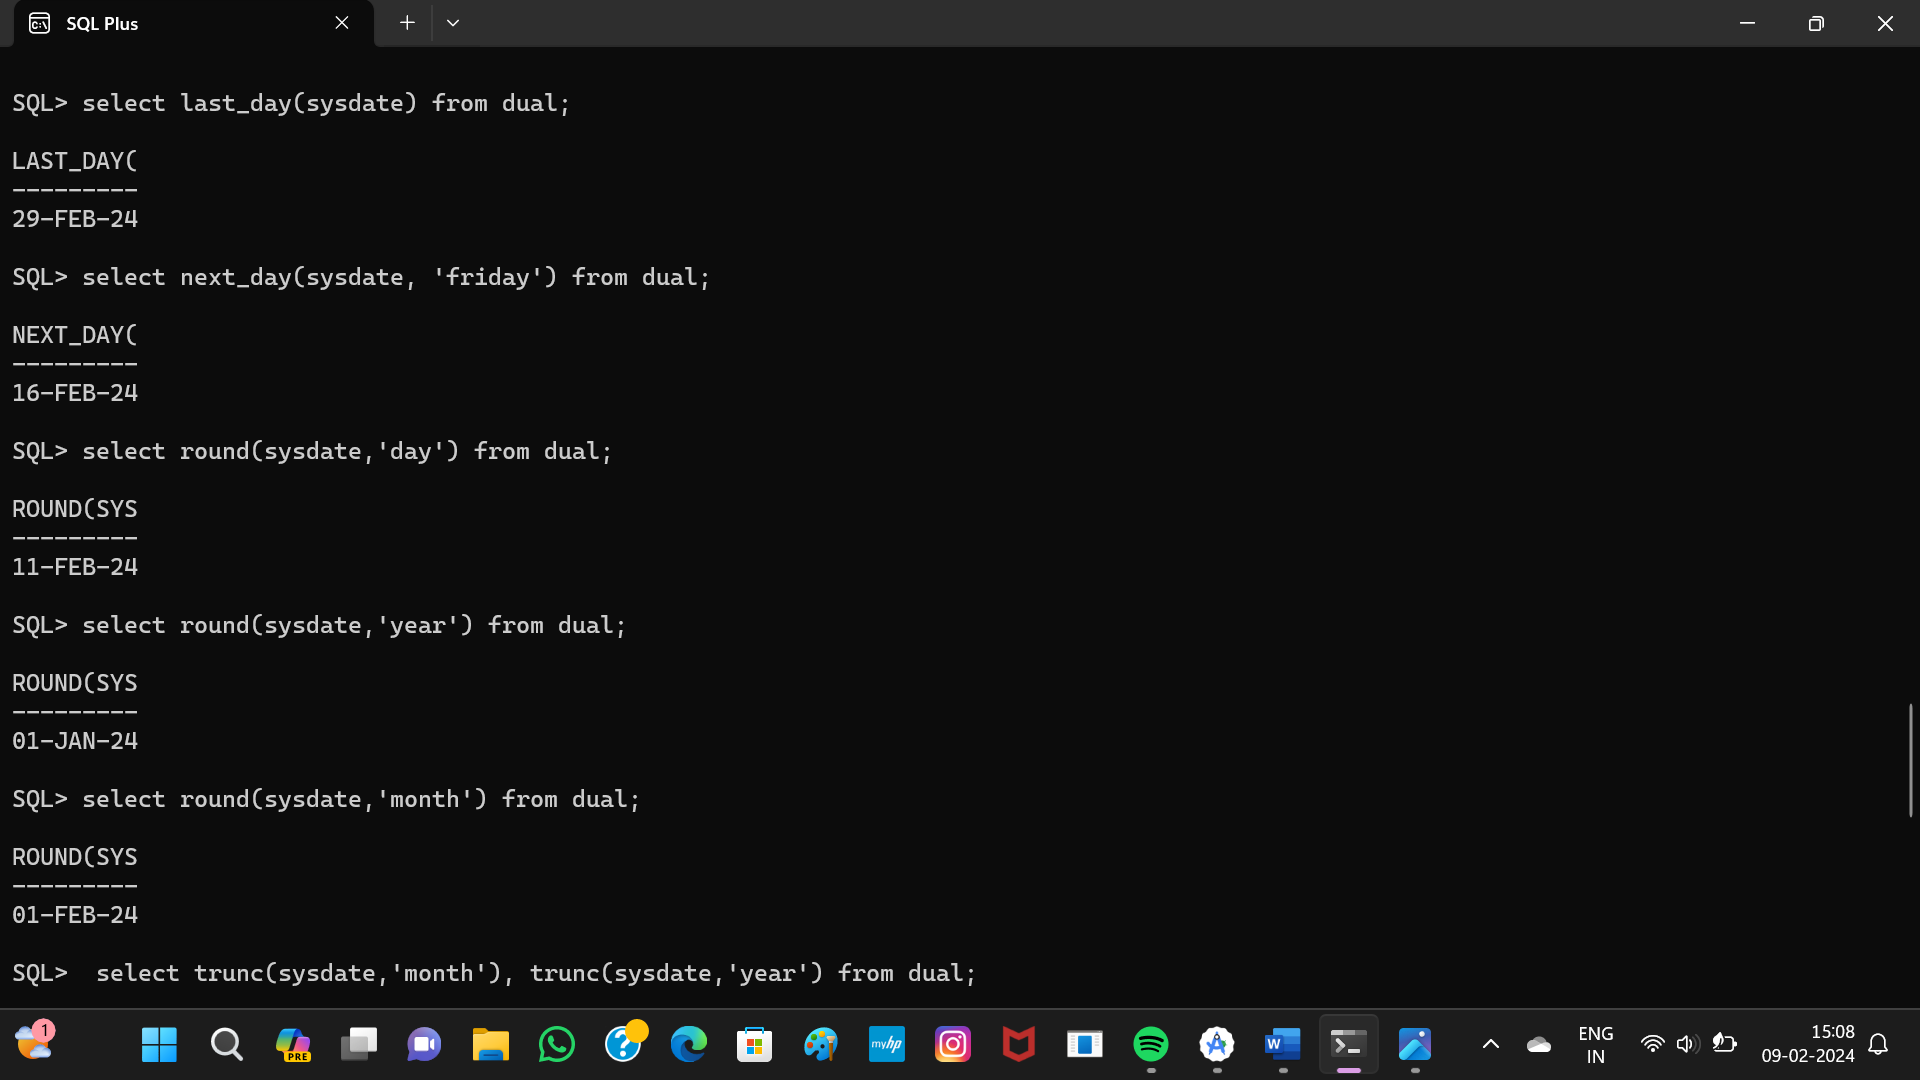 SQL Plus
SQL> select last_day(sysdate) from dual;
LAST_DAY(
---------
29-FEB-24
SQL> select next_day(sysdate, 'friday') from dual;
NEXT_DAY(
---------
16-FEB-24
SQL> select round(sysdate,'day') from dual;
ROUND(SYS
---------
11-FEB-24
SQL> select round(sysdate,'year') from dual;
ROUND(SYS
---------
01-JAN-24
SQL> select round(sysdate,'month') from dual;
ROUND(SYS
---------
01-FEB-24
SQL>  select trunc(sysdate,'month'), trunc(sysdate,'year') from dual;
1
PRE
myhp
W
ENG
IN
15:08
09-02-2024